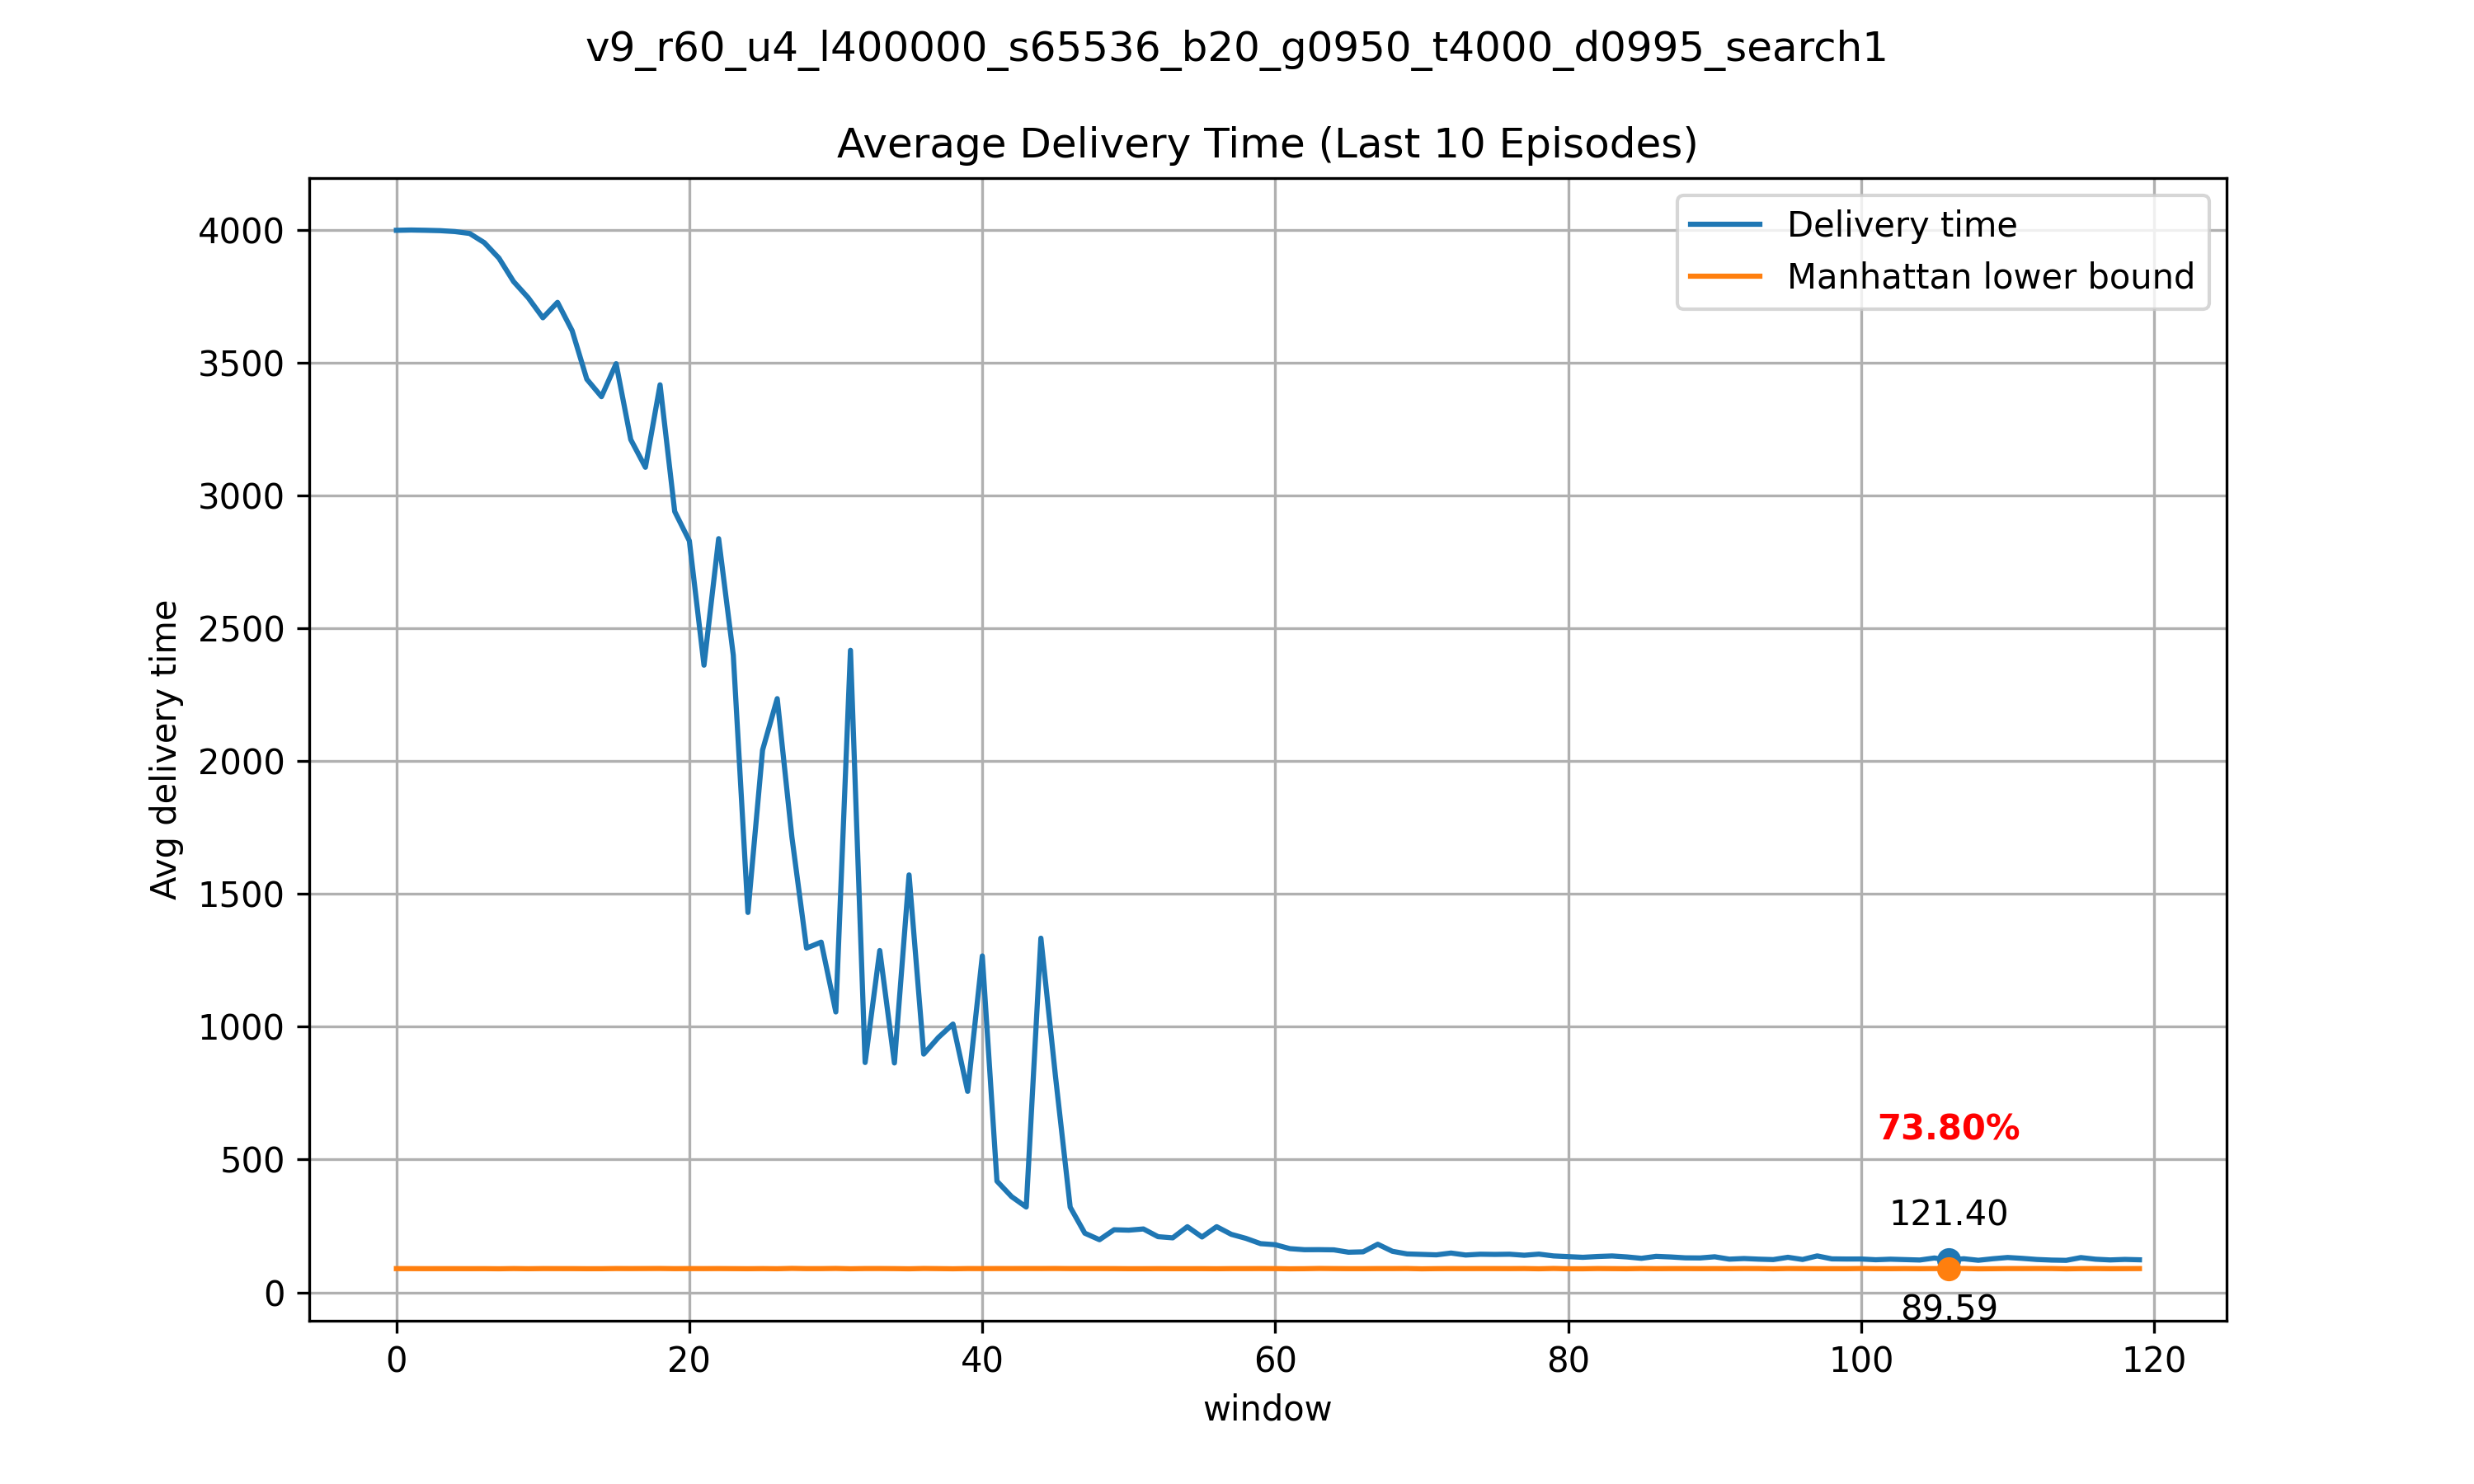 v9_r60_u4_l400000_s65536_b20_g0950_t4000_d0995_search1
Average Delivery Time (Last 10 Episodes)
Delivery time
Manhattan lower bound
Avg delivery time
4000
3500
3000
2500
2000
1500
1000
500
0
73.80%
121.40
89.59
0 20 40 60 80 100 120
window